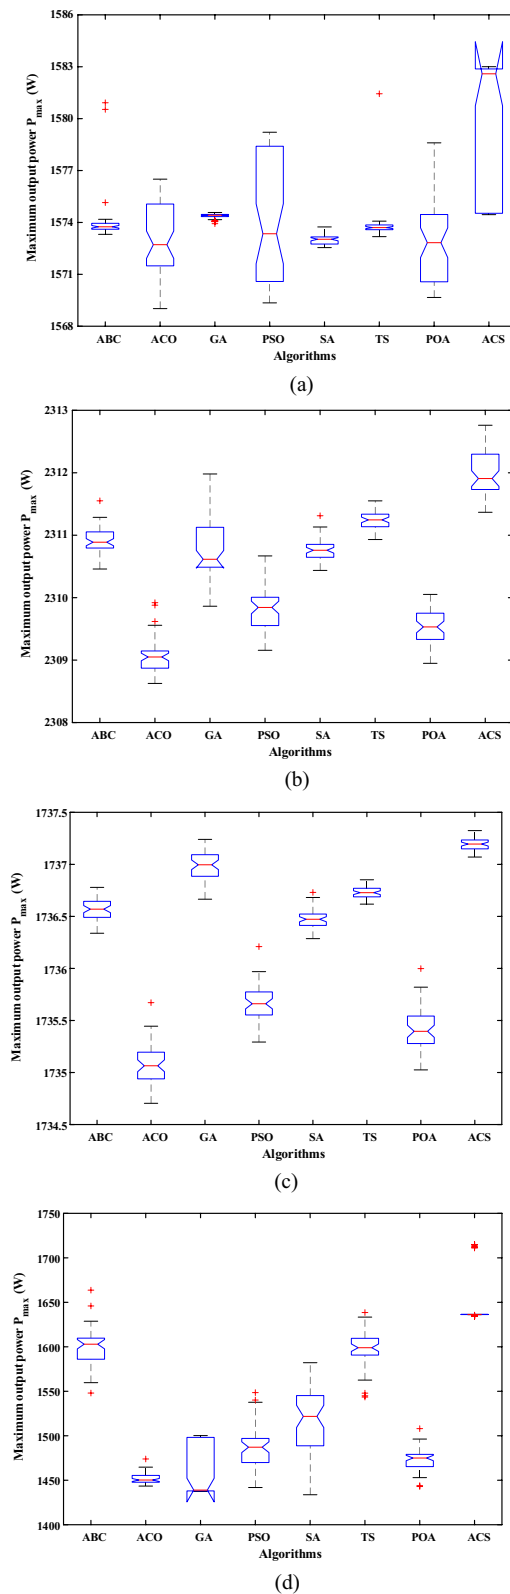 1586
1583
1580
1577
1574
1571
1568
Maximum output power P_max (W)
ABC ACO GA PSO SA TS POA ACS
Algorithms
(a)
2313
2312
2311
2310
2309
2308
Maximum output power P_max (W)
ABC ACO GA PSO SA TS POA ACS
Algorithms
(b)
1737.5
1737
1736.5
1736
1735.5
1735
1734.5
Maximum output power P_max (W)
ABC ACO GA PSO SA TS POA ACS
Algorithms
(c)
1750
1700
1650
1600
1550
1500
1450
1400
Maximum output power P_max (W)
ABC ACO GA PSO SA TS POA ACS
Algorithms
(d)